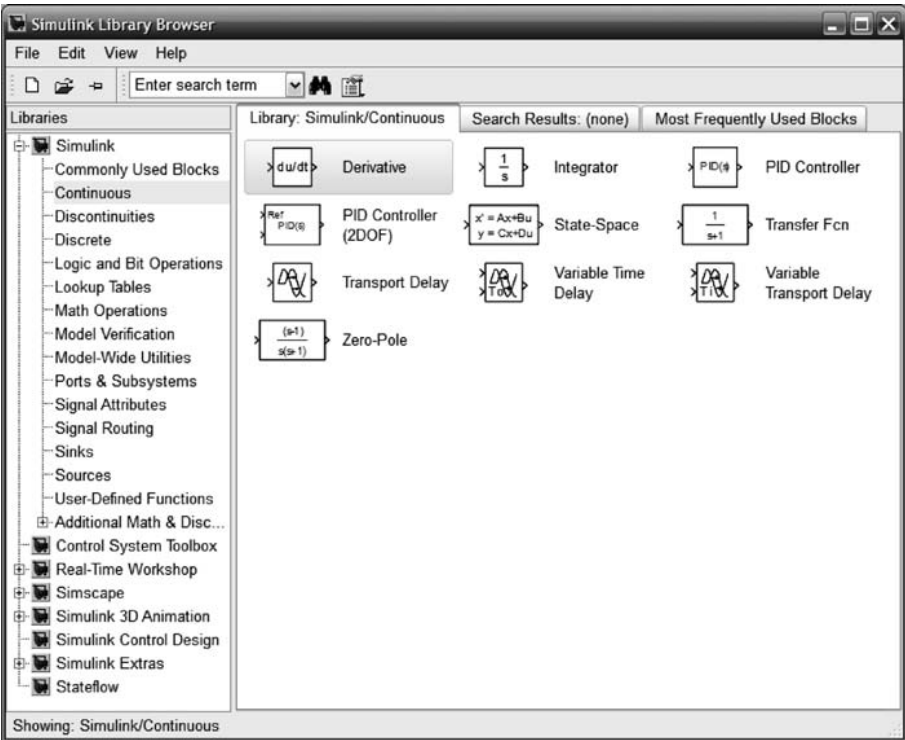 Simulink Library Browser
File Edit View Help
Enter search term
Libraries
Simulink
Commonly Used Blocks
Continuous
Discontinuities
Discrete
Logic and Bit Operations
Lookup Tables
Math Operations
Model Verification
Model-Wide Utilities
Ports & Subsystems
Signal Attributes
Signal Routing
Sinks
Sources
User-Defined Functions
Additional Math & Disc...
Control System Toolbox
Real-Time Workshop
Simscape
Simulink 3D Animation
Simulink Control Design
Simulink Extras
Stateflow
Library: Simulink/Continuous Search Results: (none) Most Frequently Used Blocks
du/dt Derivative
1
s
Integrator
PID(s) PID Controller
Ref
PID(s)
PID Controller
(2DOF)
x' = Ax+Bu
y = Cx+Du
State-Space
1
s+1
Transfer Fcn
Transport Delay
To
Variable Time
Delay
Ti
Variable
Transport Delay
(s-1)
s(s+1)
Zero-Pole
Showing: Simulink/Continuous